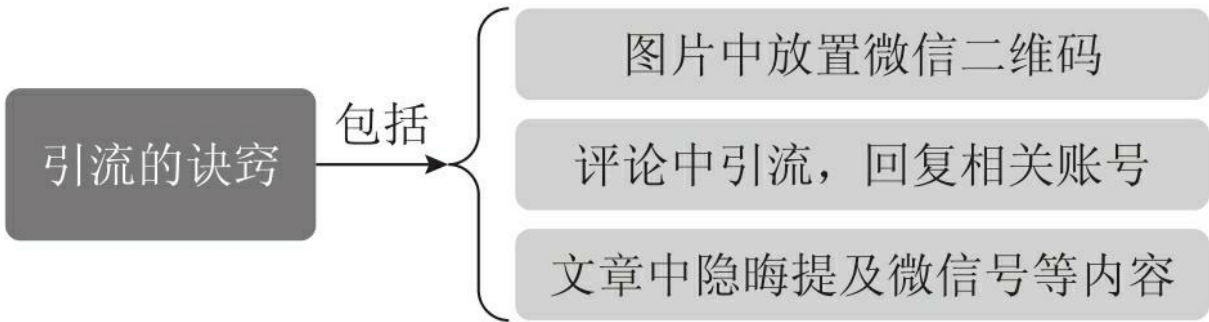 引流的诀窍
包括
图片中放置微信二维码
评论中引流，回复相关账号
文章中隐晦提及微信号等内容